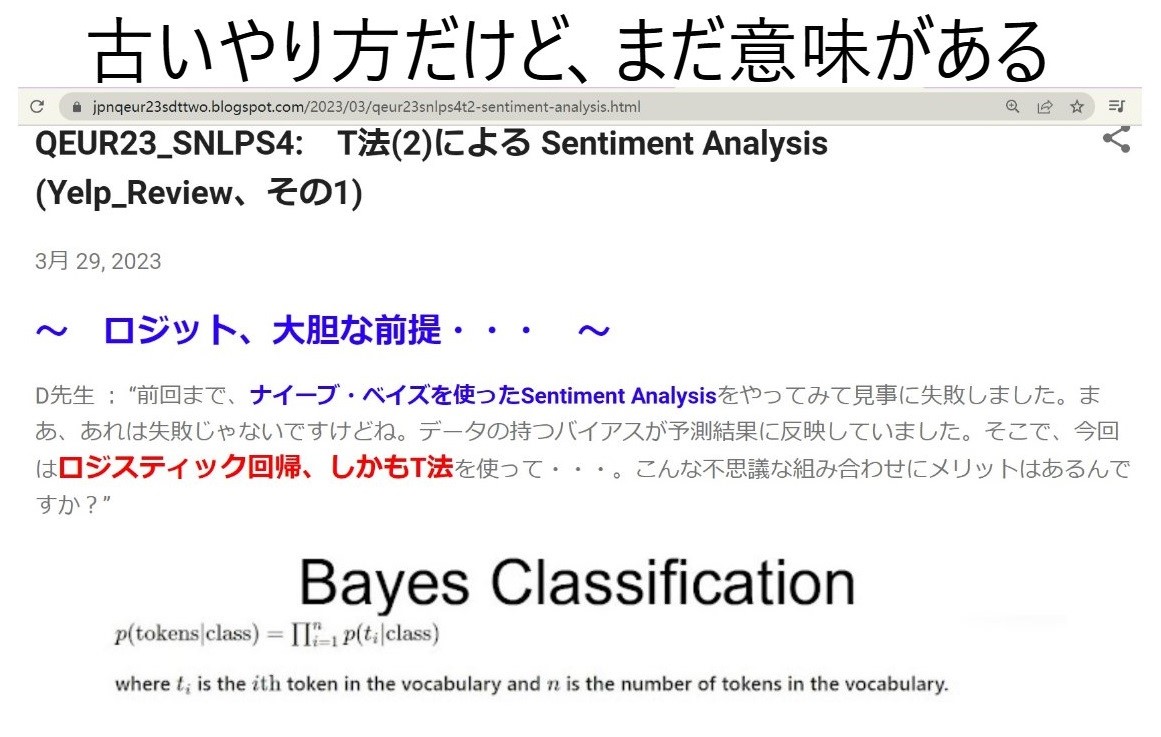 古いやり方だけど、まだ意味がある
jpnqeur23sdttwo.blogspot.com/2023/03/qeur23snlps4t2-sentiment-analysis.html
QEUR23_SNLPS4: T法(2)による Sentiment Analysis
(Yelp_Review、その1)
3月 29, 2023
～ ロジット、大胆な前提・・・ ～
D先生 ： “前回まで、ナイーブ・ベイズを使ったSentiment Analysisをやってみて見事に失敗しました。ま
あ、あれは失敗じゃないですけどね。データの持つバイアスが予測結果に反映していました。そこで、今回
はロジスティック回帰、しかもT法を使って・・・。こんな不思議な組み合わせにメリットはあるんで
すか？”
Bayes Classification
p(tokens|class) = ∏ⁿᵢ₌₁ p(tᵢ|class)
where tᵢ is the ith token in the vocabulary and n is the number of tokens in the vocabulary.